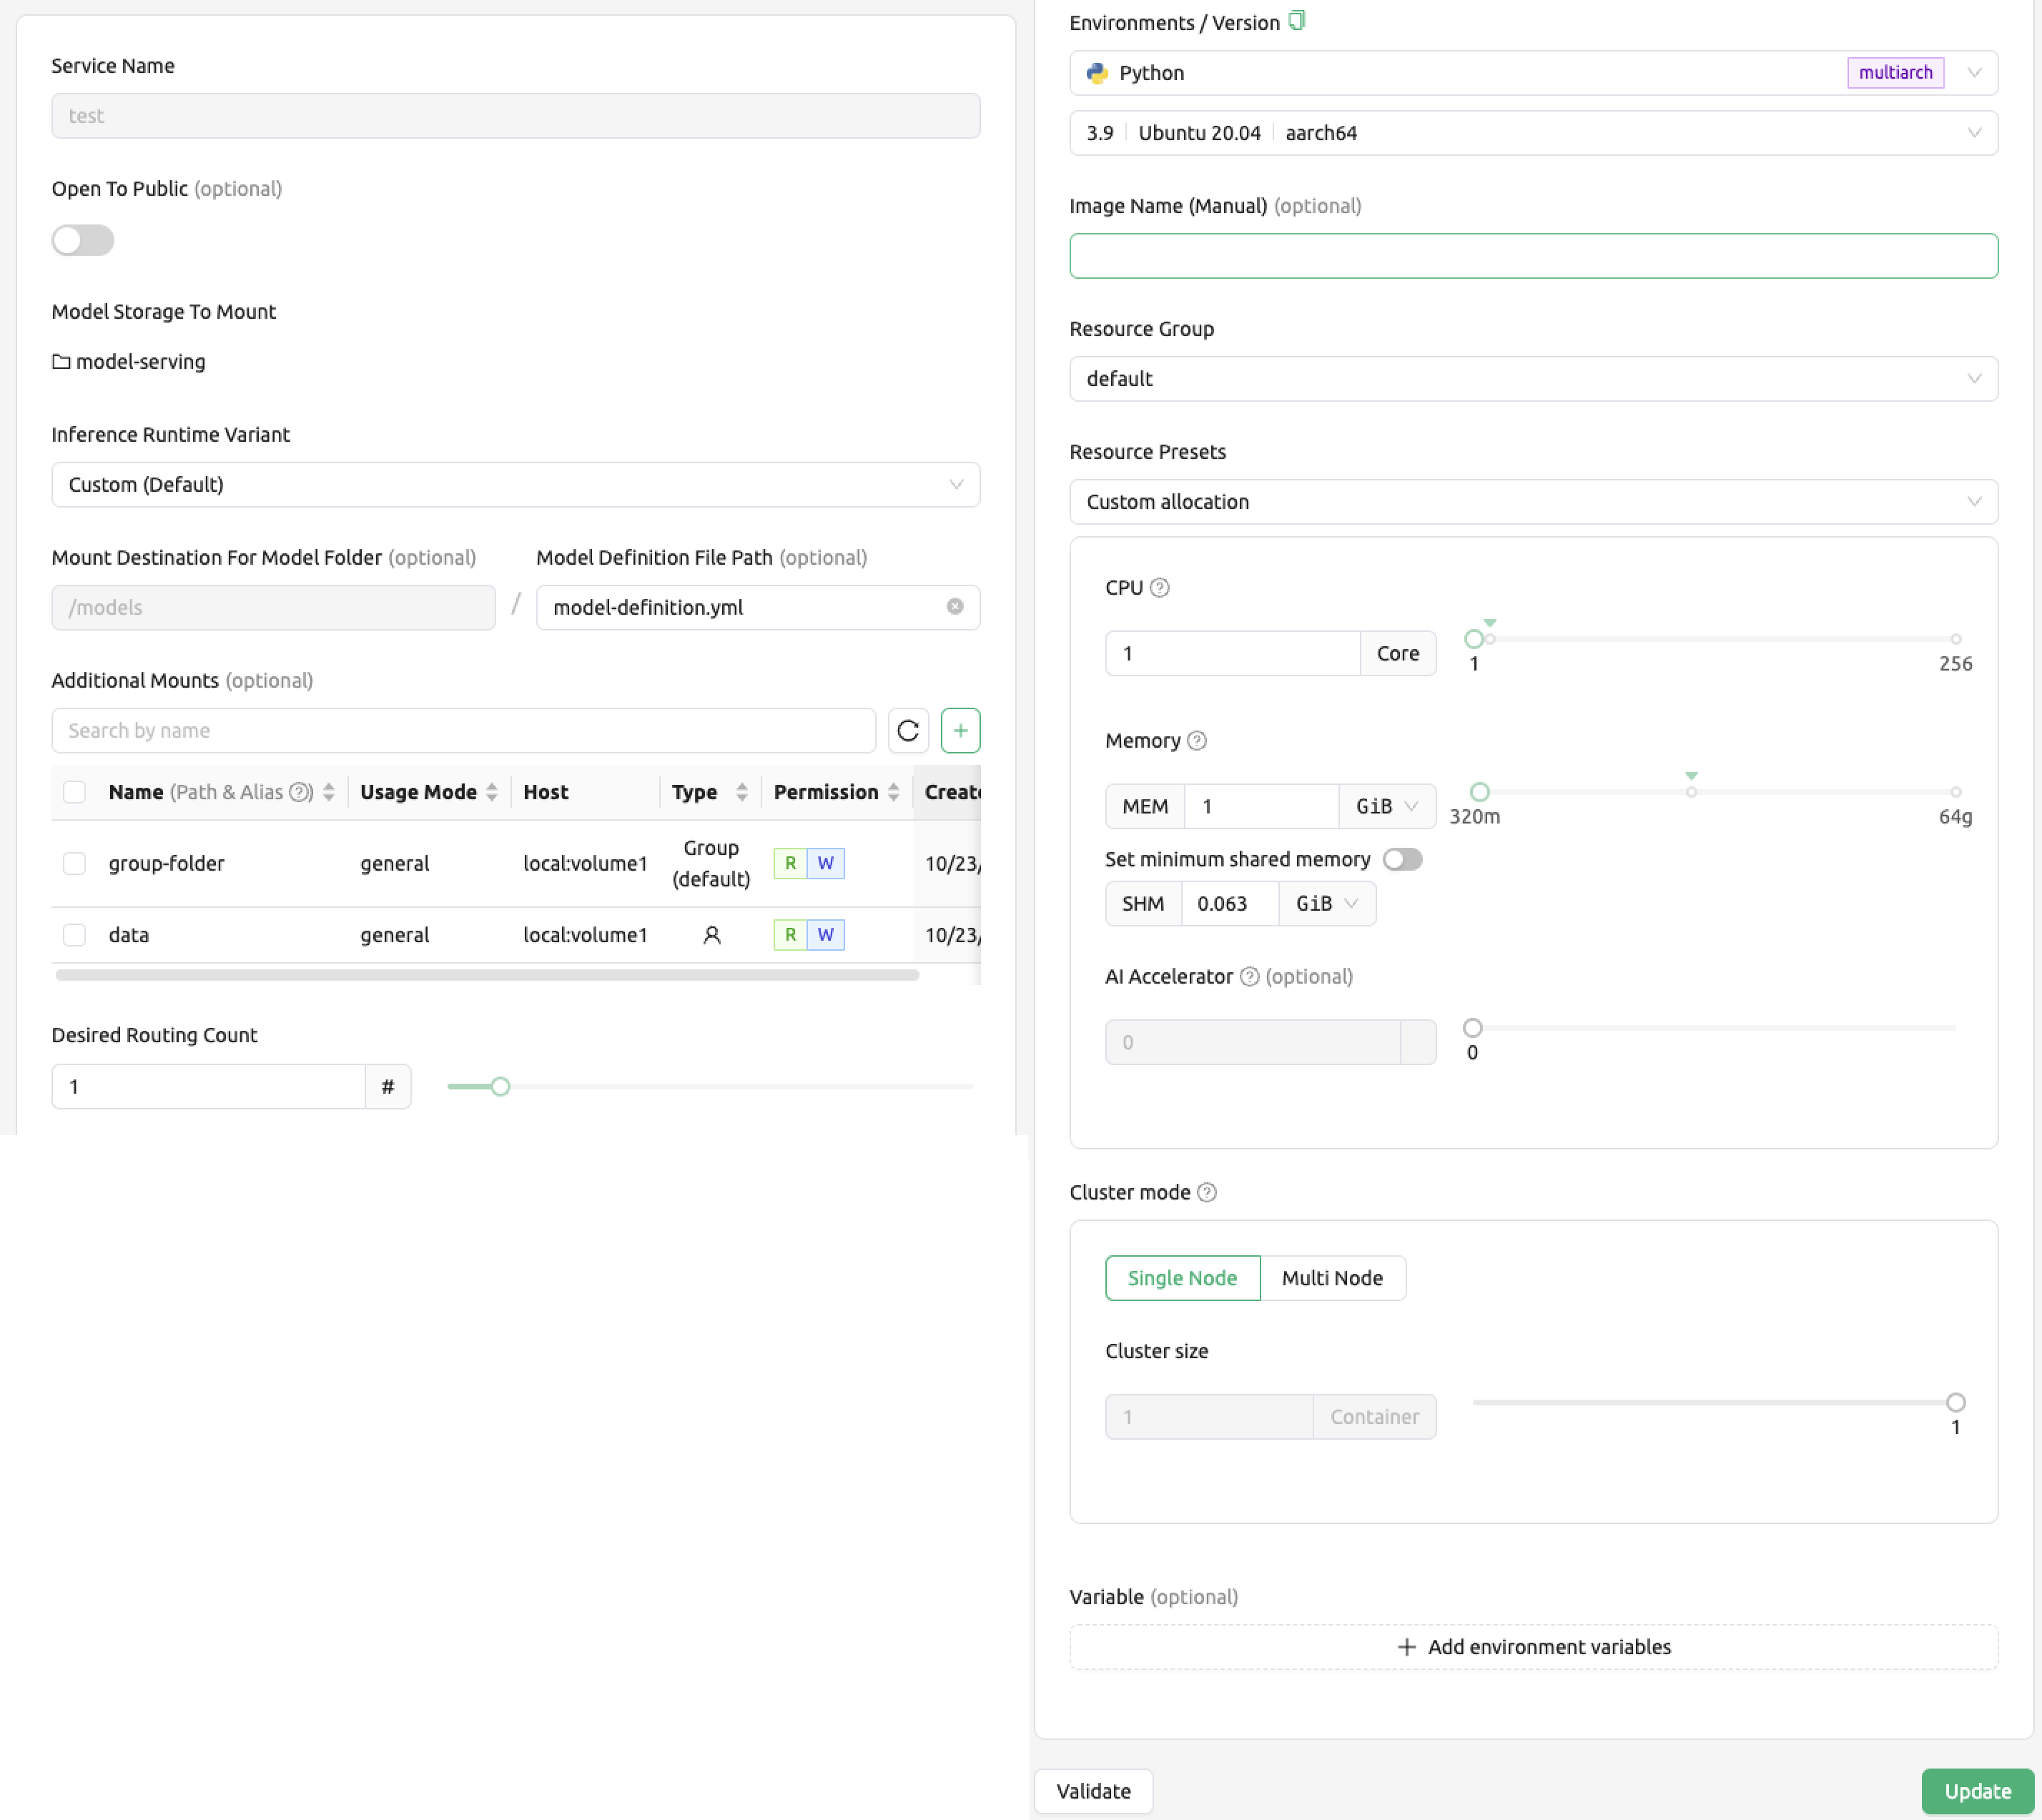 Service Name
test
Open To Public (optional)
Model Storage To Mount
model-serving
Inference Runtime Variant
Custom (Default)
Mount Destination For Model Folder (optional)
/models
/
Model Definition File Path (optional)
model-definition.yml
Additional Mounts (optional)
Search by name
Name (Path & Alias ?) Usage Mode Host Type Permission Create
group-folder general local:volume1 Group (default) R W 10/23/
data general local:volume1 R W 10/23/
Desired Routing Count
1 #
Environments / Version
Python multiarch
3.9 Ubuntu 20.04 aarch64
Image Name (Manual) (optional)
Resource Group
default
Resource Presets
Custom allocation
CPU ?
1 Core
1 256
Memory ?
MEM 1 GiB
320m 64g
Set minimum shared memory
SHM 0.063 GiB
AI Accelerator ? (optional)
0
0
Cluster mode ?
Single Node Multi Node
Cluster size
1 Container
1
Variable (optional)
+ Add environment variables
Validate Update